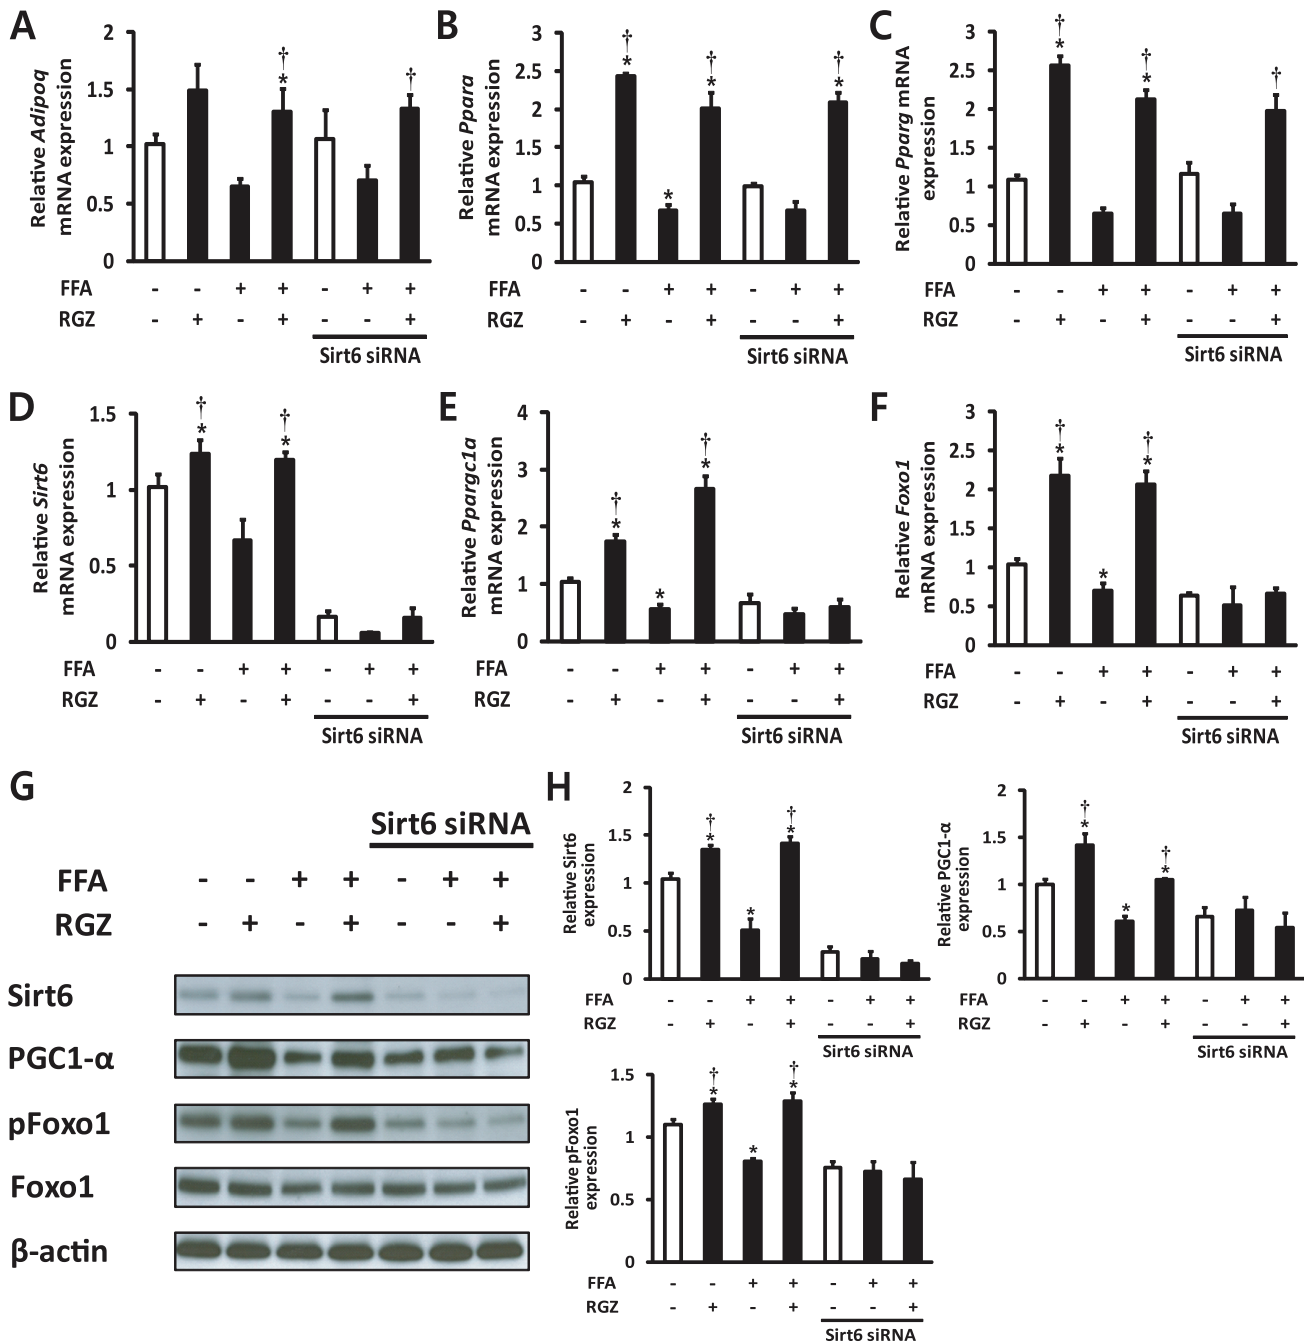 A
Relative Adipoq
mRNA expression
2
1.5
1
0.5
0
†
*
†
FFA - - + + - + +
RGZ - + - + - - +
Sirt6 siRNA
B
Relative Ppara
mRNA expression
3
2.5
2
1.5
1
0.5
0
†
*
*
†
*
†
*
FFA - - + + - + +
RGZ - + - + - - +
Sirt6 siRNA
C
Relative Pparg mRNA
expression
3
2.5
2
1.5
1
0.5
0
†
*
†
*
†
FFA - - + + - + +
RGZ - + - + - - +
Sirt6 siRNA
D
Relative Sirt6
mRNA expression
1.5
1
0.5
0
†
*
†
*
FFA - - + + - + +
RGZ - + - + - - +
Sirt6 siRNA
E
Relative Ppargc1a
mRNA expression
4
3
2
1
0
†
*
*
†
*
FFA - - + + - + +
RGZ - + - + - - +
Sirt6 siRNA
F
Relative Foxo1
mRNA expression
3
2.5
2
1.5
1
0.5
0
†
*
*
†
*
FFA - - + + - + +
RGZ - + - + - - +
Sirt6 siRNA
G
Sirt6 siRNA
FFA - - + + - + +
RGZ - + - + - - +
Sirt6
PGC1-α
pFoxo1
Foxo1
β-actin
H
Relative Sirt6
expression
2
1.5
1
0.5
0
†
*
*
†
*
FFA - - + + - + +
RGZ - + - + - - +
Sirt6 siRNA
Relative PGC1-α
expression
2
1.5
1
0.5
0
†
*
*
†
*
FFA - - + + - + +
RGZ - + - + - - +
Sirt6 siRNA
Relative pFoxo1
expression
1.5
1
0.5
0
†
*
*
†
*
FFA - - + + - + +
RGZ - + - + - - +
Sirt6 siRNA